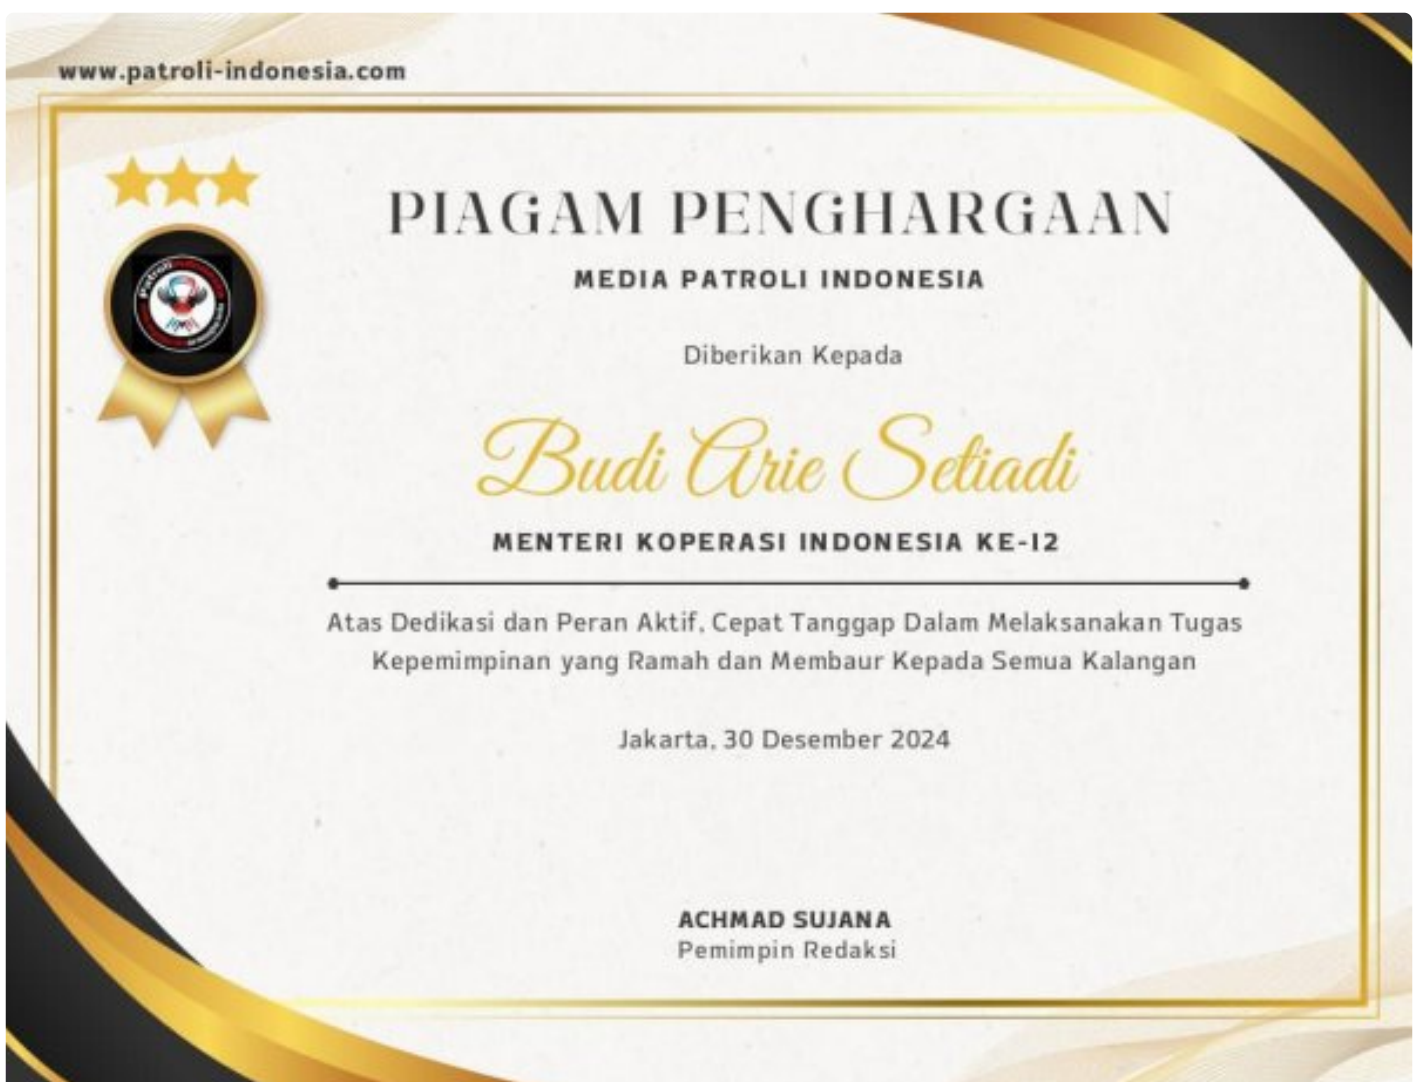 www.patroli-indonesia.com
PIAGAM PENGHARGAAN
MEDIA PATROLI INDONESIA
Patroli
Diberikan Kepada
Budi Arie Setiadi
MENTERI KOPERASI INDONESIA KE-12
Atas Dedikasi dan Peran Aktif, Cepat Tanggap Dalam Melaksanakan Tugas
Kepemimpinan yang Ramah dan Membaur Kepada Semua Kalangan
Jakarta, 30 Desember 2024
ACHMAD SUJANA
Pemimpin Redaksi